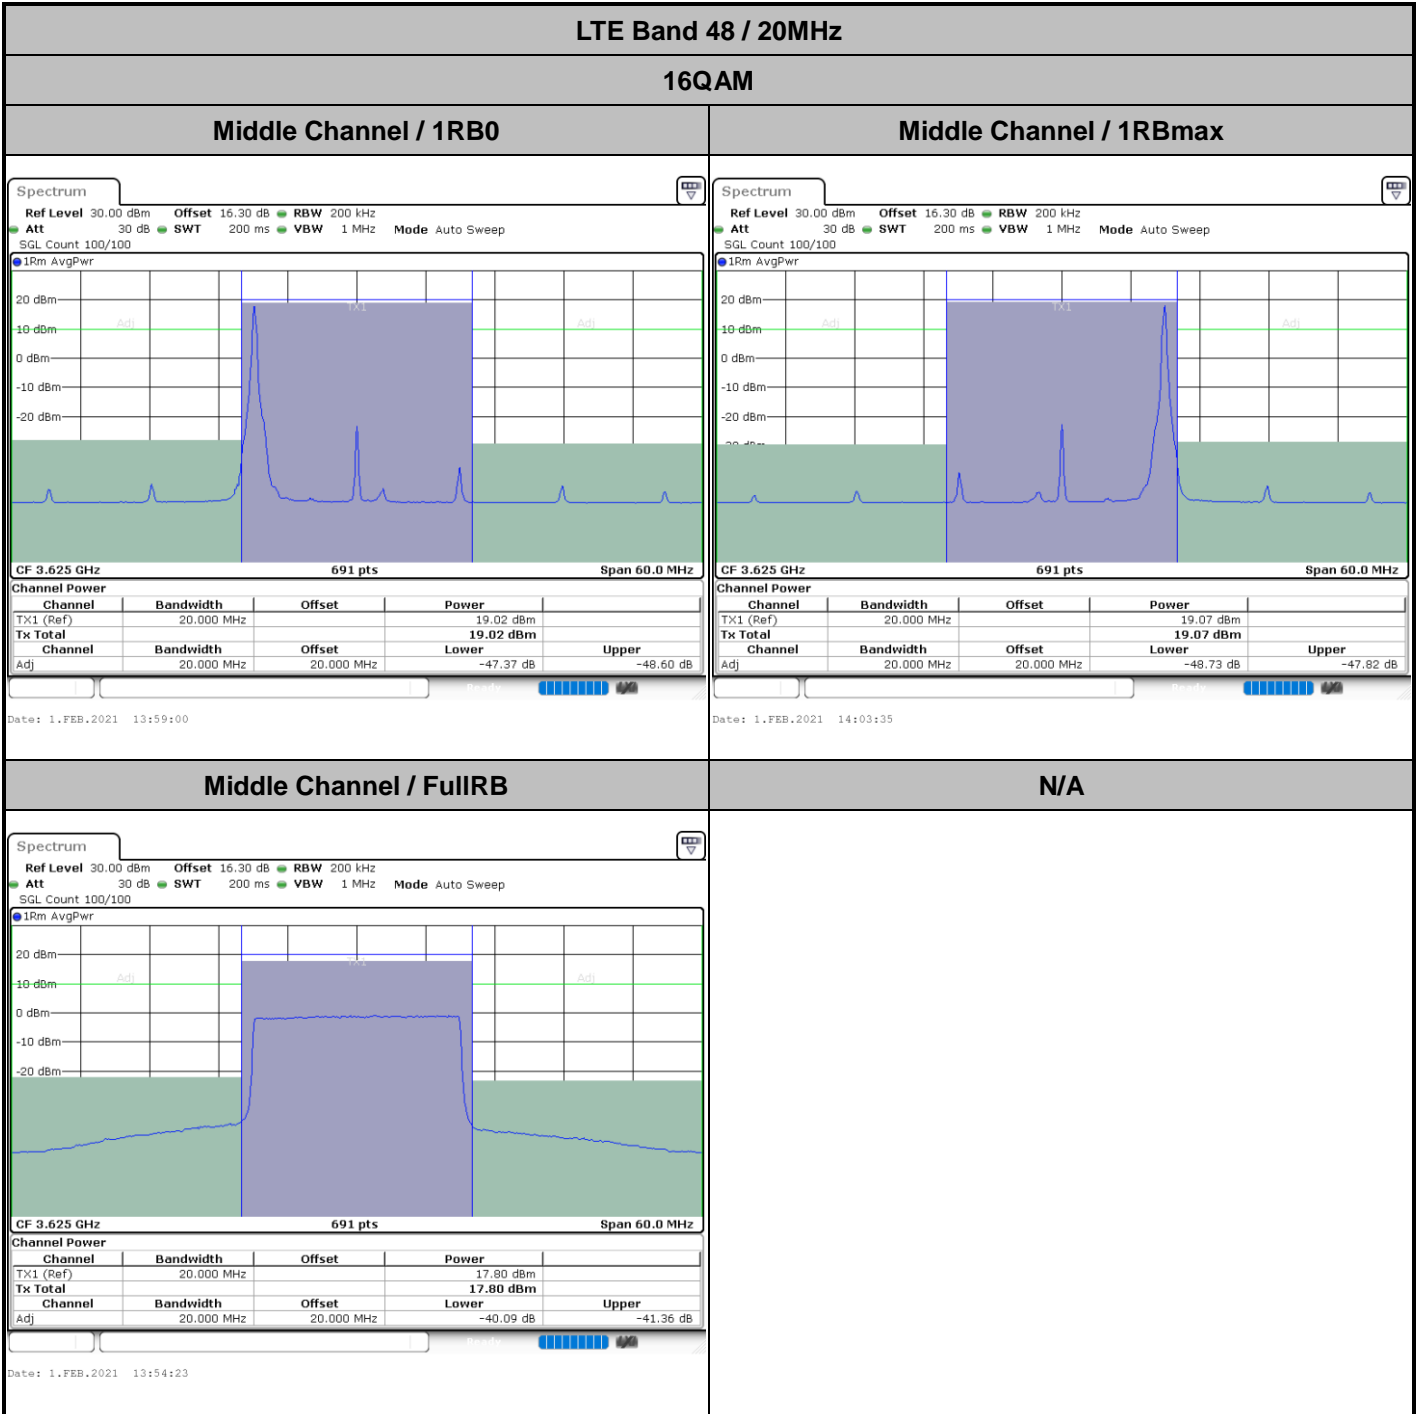 LTE Band 48 / 20MHz
16QAM
Middle Channel / 1RB0
Middle Channel / 1RBmax
Spectrum
Ref Level 30.00 dBm Offset 16.30 dB RBW 200 kHz
Att 30 dB SWT 200 ms VBW 1 MHz Mode Auto Sweep
SGL Count 100/100
1Rm AvgPwr
TX1
20 dBm
Adj
Adj
10 dBm
0 dBm
-10 dBm
-20 dBm
CF 3.625 GHz 691 pts Span 60.0 MHz
Channel Power
Channel Bandwidth Offset Power
TX1 (Ref) 20.000 MHz 19.02 dBm
Tx Total 19.02 dBm
Channel Bandwidth Offset Lower Upper
Adj 20.000 MHz 20.000 MHz -47.37 dB -48.60 dB
Ready
Date: 1.FEB.2021 13:59:00
Spectrum
Ref Level 30.00 dBm Offset 16.30 dB RBW 200 kHz
Att 30 dB SWT 200 ms VBW 1 MHz Mode Auto Sweep
SGL Count 100/100
1Rm AvgPwr
TX1
20 dBm
Adj
Adj
10 dBm
0 dBm
-10 dBm
-20 dBm
CF 3.625 GHz 691 pts Span 60.0 MHz
Channel Power
Channel Bandwidth Offset Power
TX1 (Ref) 20.000 MHz 19.07 dBm
Tx Total 19.07 dBm
Channel Bandwidth Offset Lower Upper
Adj 20.000 MHz 20.000 MHz -48.73 dB -47.82 dB
Ready
Date: 1.FEB.2021 14:03:35
Middle Channel / FullRB
N/A
Spectrum
Ref Level 30.00 dBm Offset 16.30 dB RBW 200 kHz
Att 30 dB SWT 200 ms VBW 1 MHz Mode Auto Sweep
SGL Count 100/100
1Rm AvgPwr
20 dBm
TX1
Adj
Adj
10 dBm
0 dBm
-10 dBm
-20 dBm
CF 3.625 GHz 691 pts Span 60.0 MHz
Channel Power
Channel Bandwidth Offset Power
TX1 (Ref) 20.000 MHz 17.80 dBm
Tx Total 17.80 dBm
Channel Bandwidth Offset Lower Upper
Adj 20.000 MHz 20.000 MHz -40.09 dB -41.36 dB
Ready
Date: 1.FEB.2021 13:54:23